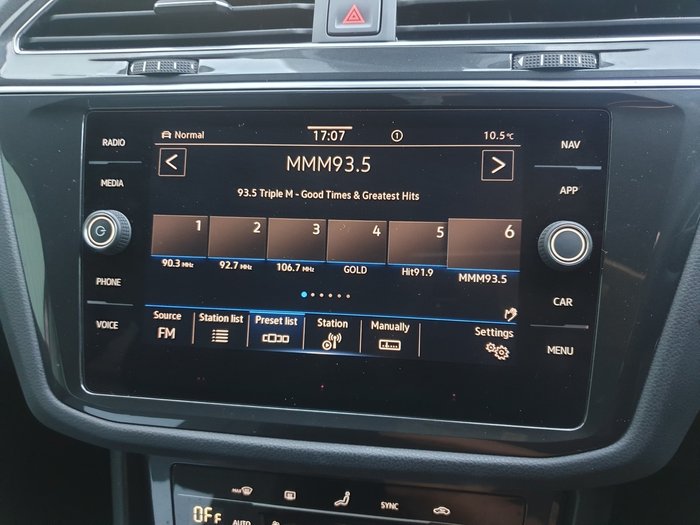 Normal 17:07 10.5°C
RADIO
MEDIA
PHONE
VOICE
MMM93.5
93.5 Triple M - Good Times & Greatest Hits
1 2 3 4 5 6
90.3 MHz 92.7 MHz 106.7 MHz GOLD Hit91.9 MMM93.5
Source Station list Preset list Station Manually Settings
FM
NAV
APP
CAR
MENU
MAX SYNC
OFF AUTO